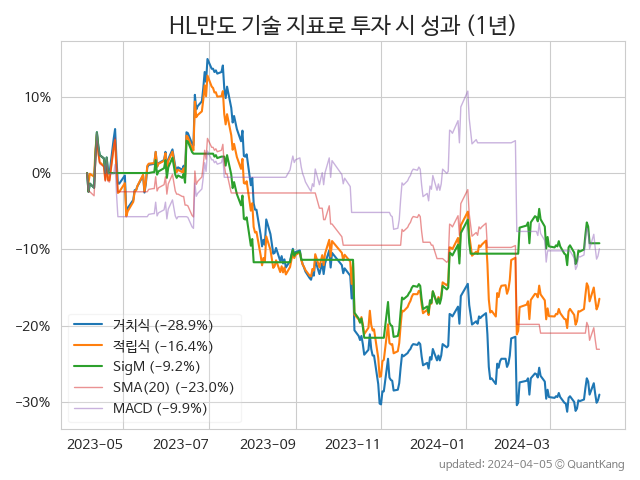 HL만도 기술 지표로 투자 시 성과 (1년)
10%
0%
−10%
−20%
−30%
거치식 (−28.9%)
적립식 (−16.4%)
SigM (−9.2%)
SMA(20) (−23.0%)
MACD (−9.9%)
2023−05 2023−07 2023−09 2023−11 2024−01 2024−03
updated: 2024−04−05 ⓒ QuantKang